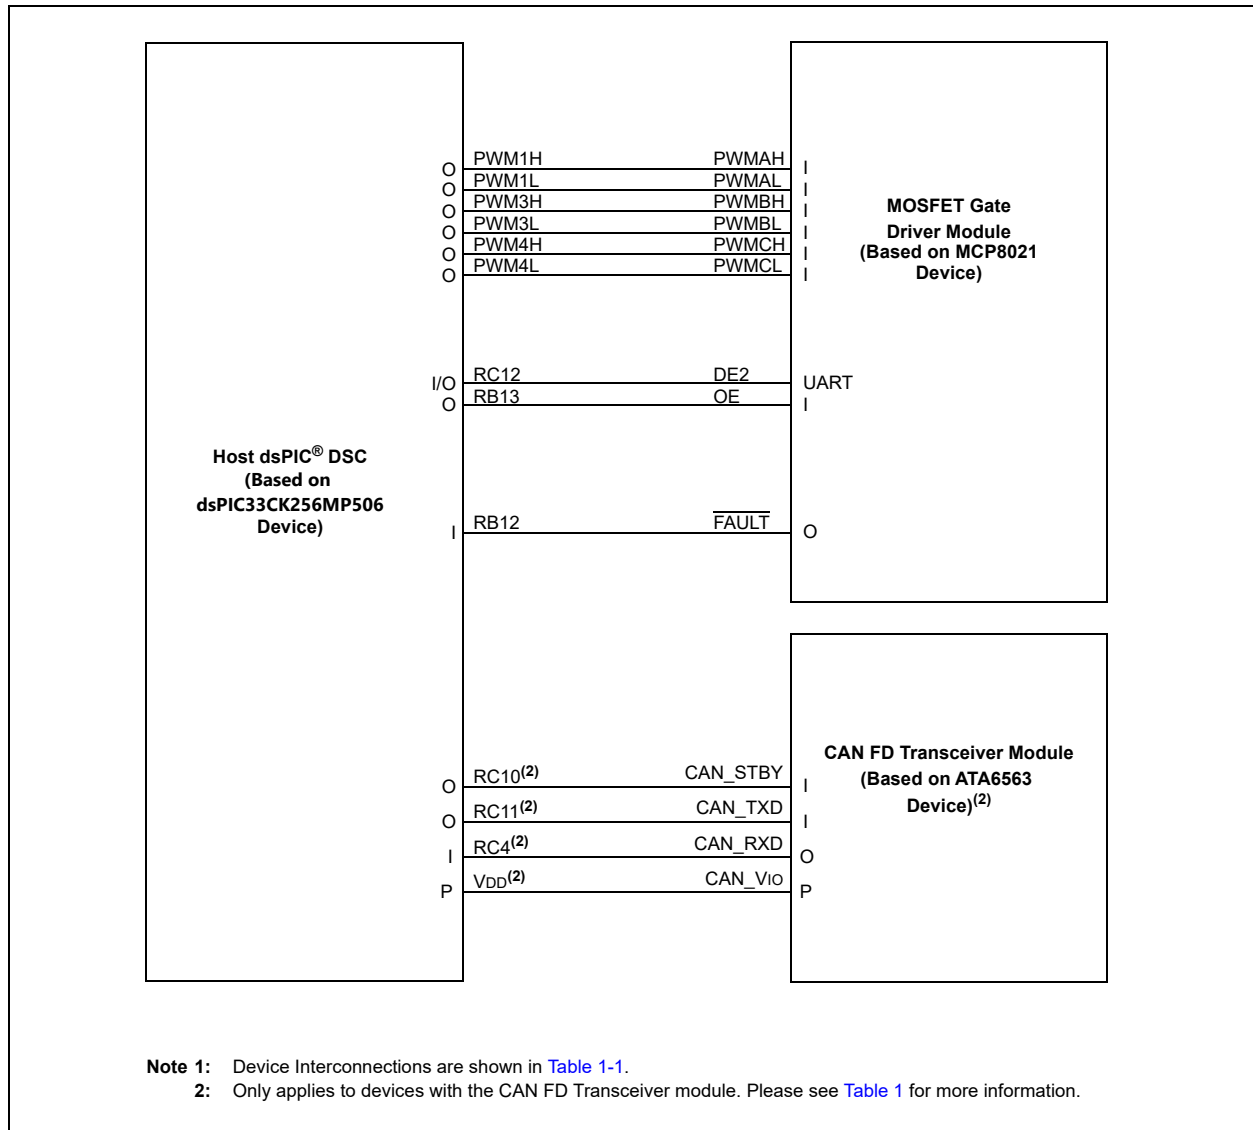 O PWM1H PWMAH I
O PWM1L PWMAL I
O PWM3H PWMBH I
O PWM3L PWMBL I
O PWM4H PWMCH I
O PWM4L PWMCL I
MOSFET Gate
Driver Module
(Based on MCP8021
Device)
I/O RC12 DE2 UART
O RB13 OE I
Host dsPIC® DSC
(Based on
dsPIC33CK256MP506
Device)
I RB12 FAULT O
CAN FD Transceiver Module
(Based on ATA6563
Device)(2)
O RC10(2) CAN_STBY I
O RC11(2) CAN_TXD I
I RC4(2) CAN_RXD O
P VDD(2) CAN_VIO P
Note 1: Device Interconnections are shown in Table 1-1.
2: Only applies to devices with the CAN FD Transceiver module. Please see Table 1 for more information.